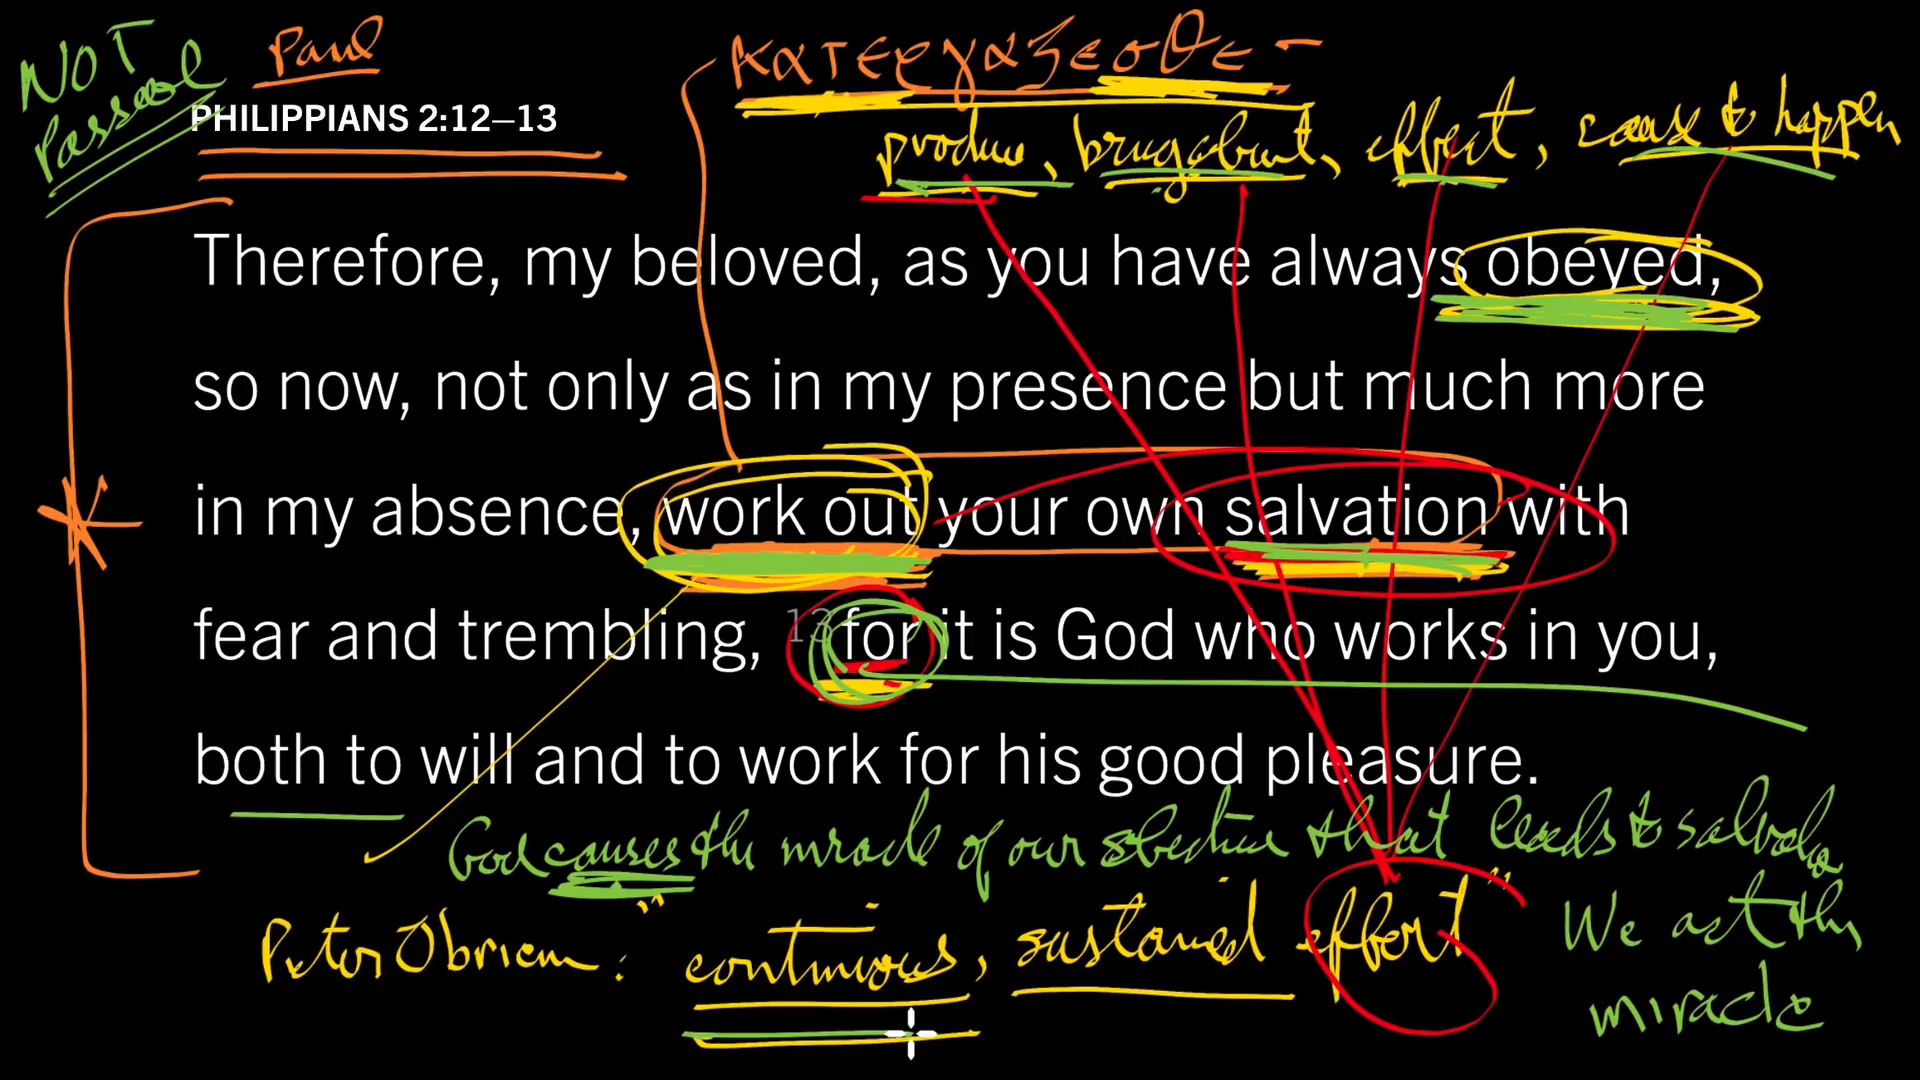 NOT
Passed
Paul
κατεργαζεσθε -
PHILIPPIANS 2:12–13
produce, bring about, effect, cause to happen
Therefore, my beloved, as you have always obeyed,
so now, not only as in my presence but much more
in my absence, work out your own salvation with
fear and trembling, 13 for it is God who works in you,
both to will and to work for his good pleasure.
God causes the miracle of our obedience that leads to salvation
Peter Obrien: "continuous, sustained effort"
We act the
miracle